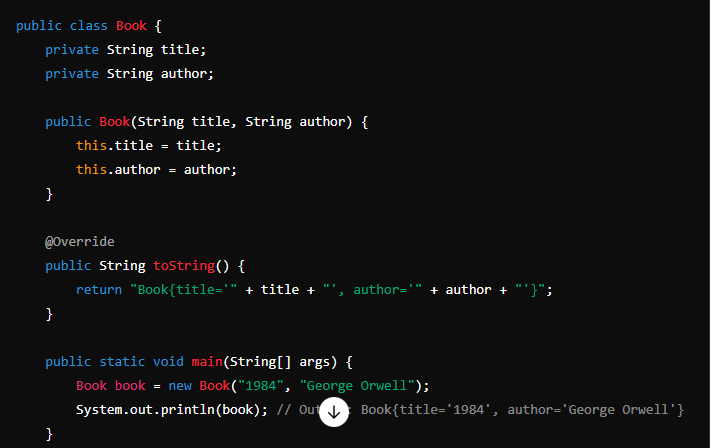 public class Book {
    private String title;
    private String author;

    public Book(String title, String author) {
        this.title = title;
        this.author = author;
    }

    @Override
    public String toString() {
        return "Book{title='" + title + "', author='" + author + "'}";
    }

    public static void main(String[] args) {
        Book book = new Book("1984", "George Orwell");
        System.out.println(book); // Book{title='1984', author='George Orwell'}
    }